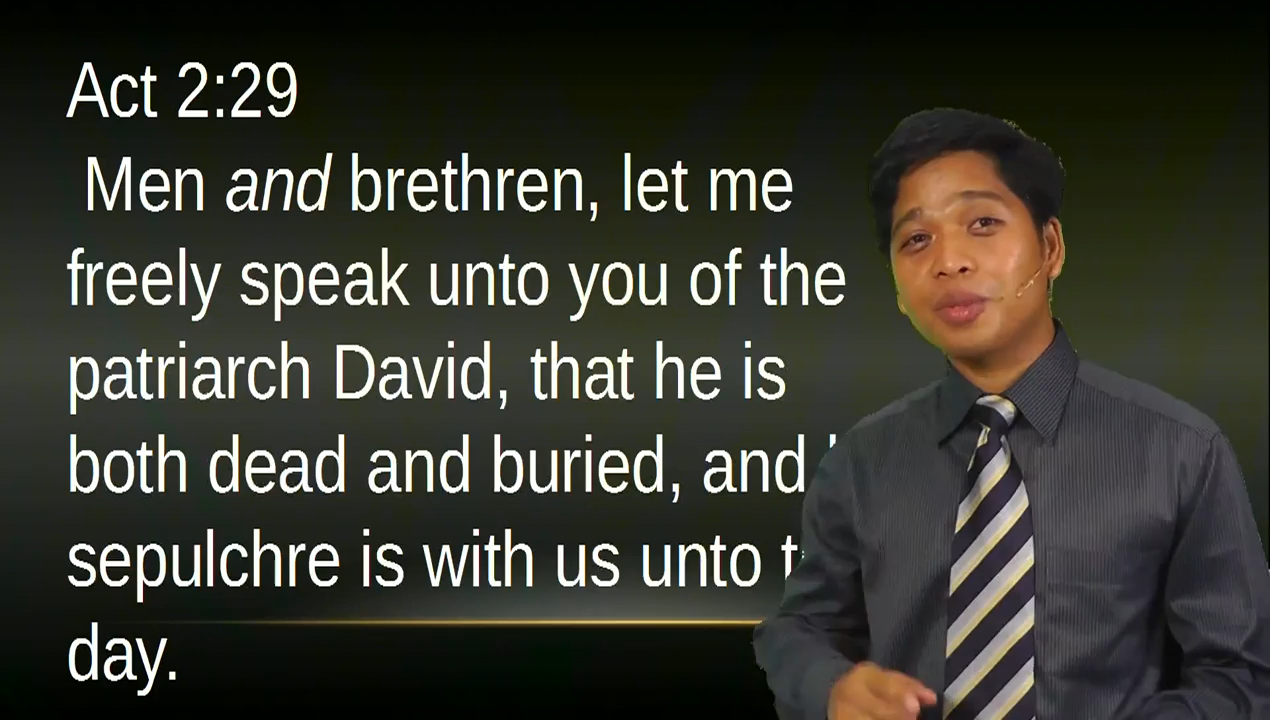 Act 2:29
Men and brethren, let me
freely speak unto you of the
patriarch David, that he is
both dead and buried, and
sepulchre is with us unto
day.